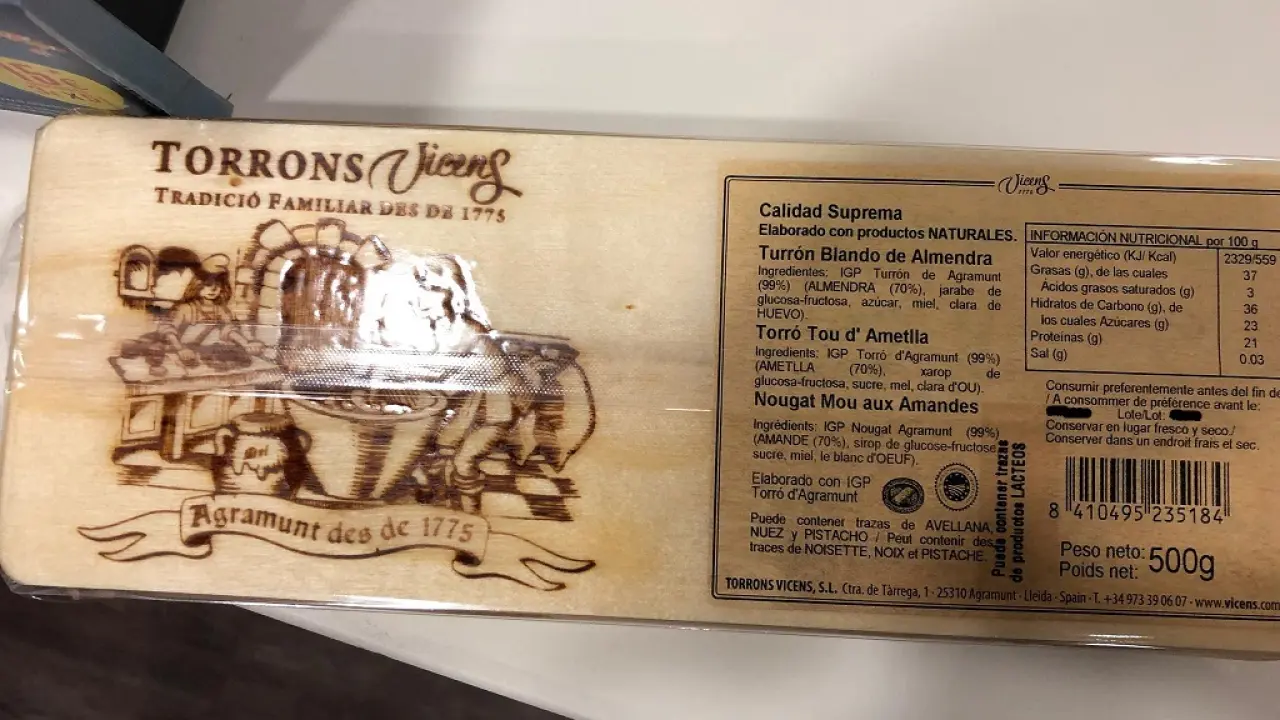 TORRONS Vicens
TRADICIÓ FAMILIAR DES DE 1775
Mel
Agramunt des de 1775
Vicens
1775
Calidad Suprema
Elaborado con productos NATURALES.
Turrón Blando de Almendra
Ingredientes: IGP Turrón de Agramunt
(99%) (ALMENDRA (70%), jarabe de
glucosa-fructosa, azúcar, miel, clara de
HUEVO).
Torró Tou d' Ametlla
Ingredients: IGP Torró d'Agramunt (99%)
(AMETLLA (70%), xarop de
glucosa-fructosa, sucre, mel, clara d'OU).
Nougat Mou aux Amandes
Ingrédients: IGP Nougat Agramunt (99%)
(AMANDE (70%), sirop de glucose-fructose,
sucre, miel, le blanc d'OEUF).
Elaborado con IGP
Torró d'Agramunt
Puede contener trazas de AVELLANA,
NUEZ y PISTACHO / Peut contenir des
traces de NOISETTE, NOIX et PISTACHE.
Puede contener trazas
de productos LACTEOS
INFORMACIÓN NUTRICIONAL por 100 g
Valor energético (KJ/ Kcal) 2329/559
Grasas (g), de las cuales 37
Ácidos grasos saturados (g) 3
Hidratos de Carbono (g), de 36
los cuales Azúcares (g) 23
Proteínas (g) 21
Sal (g) 0.03
Consumir preferentemente antes del fin de
/ A consommer de préférence avant le:
Lote/Lot:
Conservar en lugar fresco y seco./
Conserver dans un endroit frais et sec.
8 410495 235184
Peso neto: 500g
Poids net:
TORRONS VICENS, S.L. Ctra. de Tàrrega, 1 - 25310 Agramunt - Lleida - Spain - T. +34 973 39 06 07 - www.vicens.com